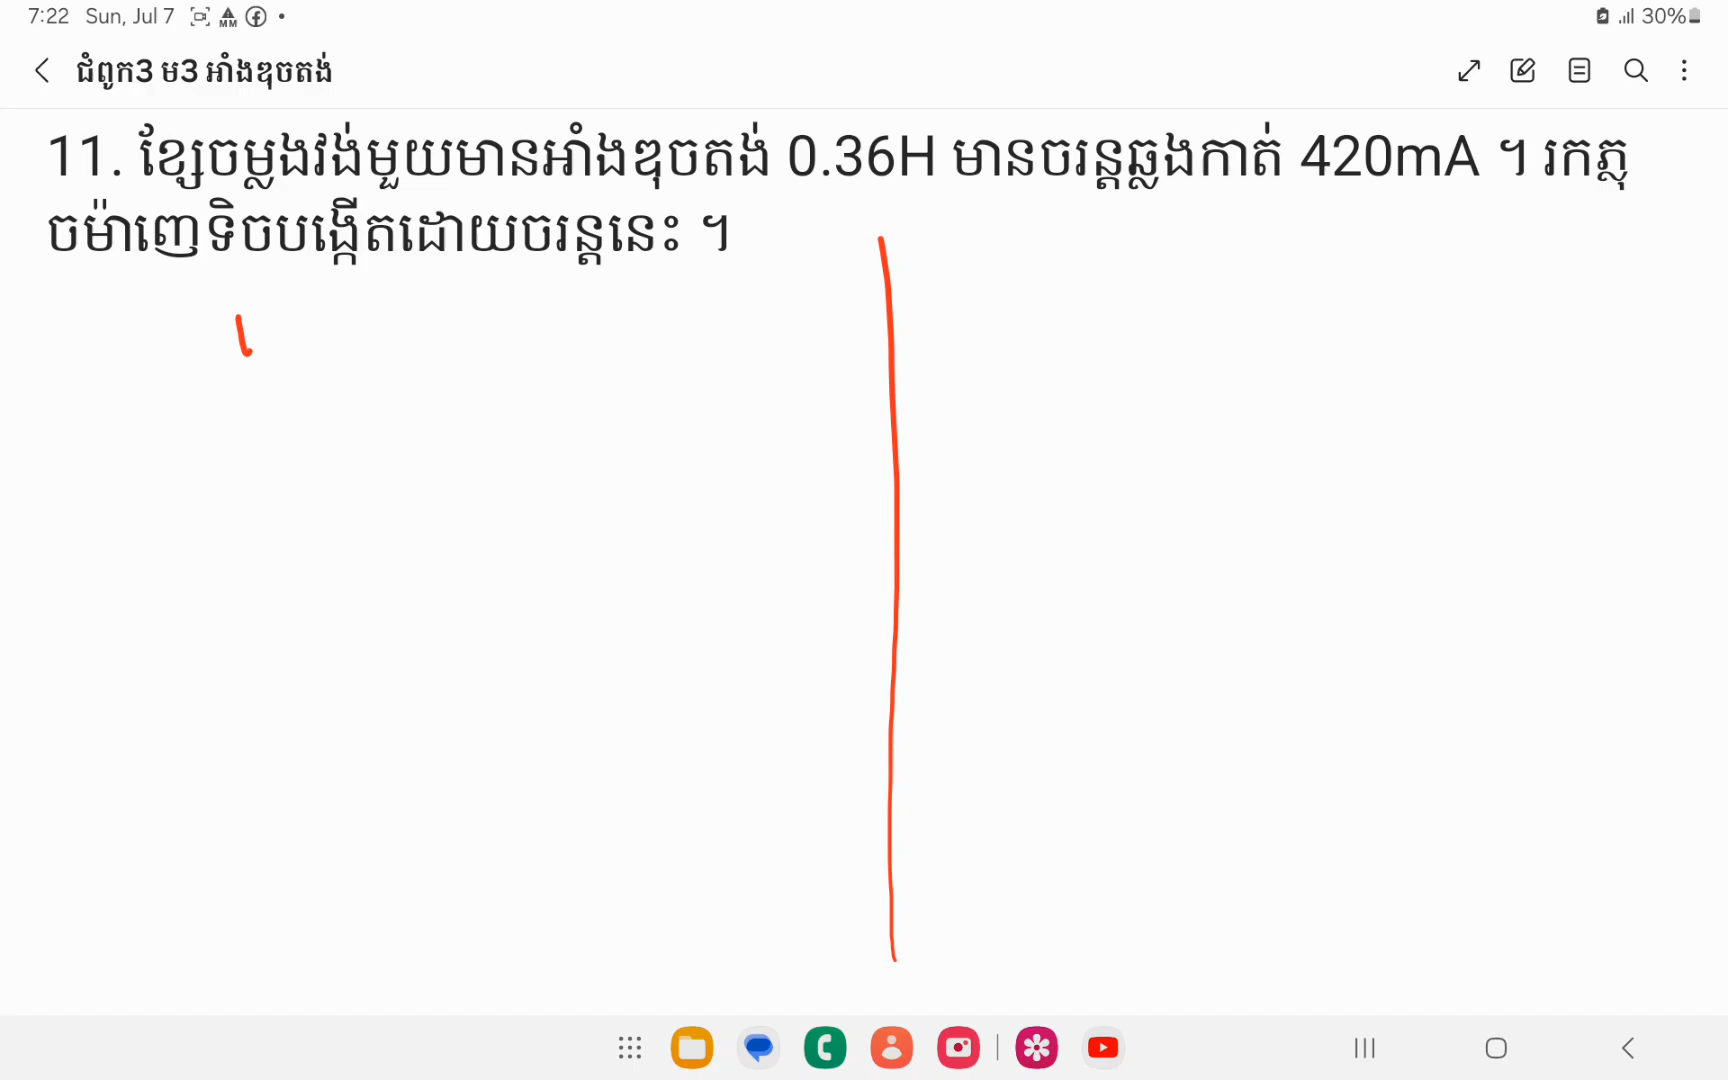 7:22 Sun, Jul 7 MM 30%
ជំពូក3 ម3 អាំងឌុចតង់
11. ខ្សែចម្លងវង់មួយមានអាំងឌុចតង់ 0.36H មានចរន្តឆ្លងកាត់ 420mA ។ រកភ្លុ
ចម៉ាញេទិចបង្កើតដោយចរន្តនេះ ។